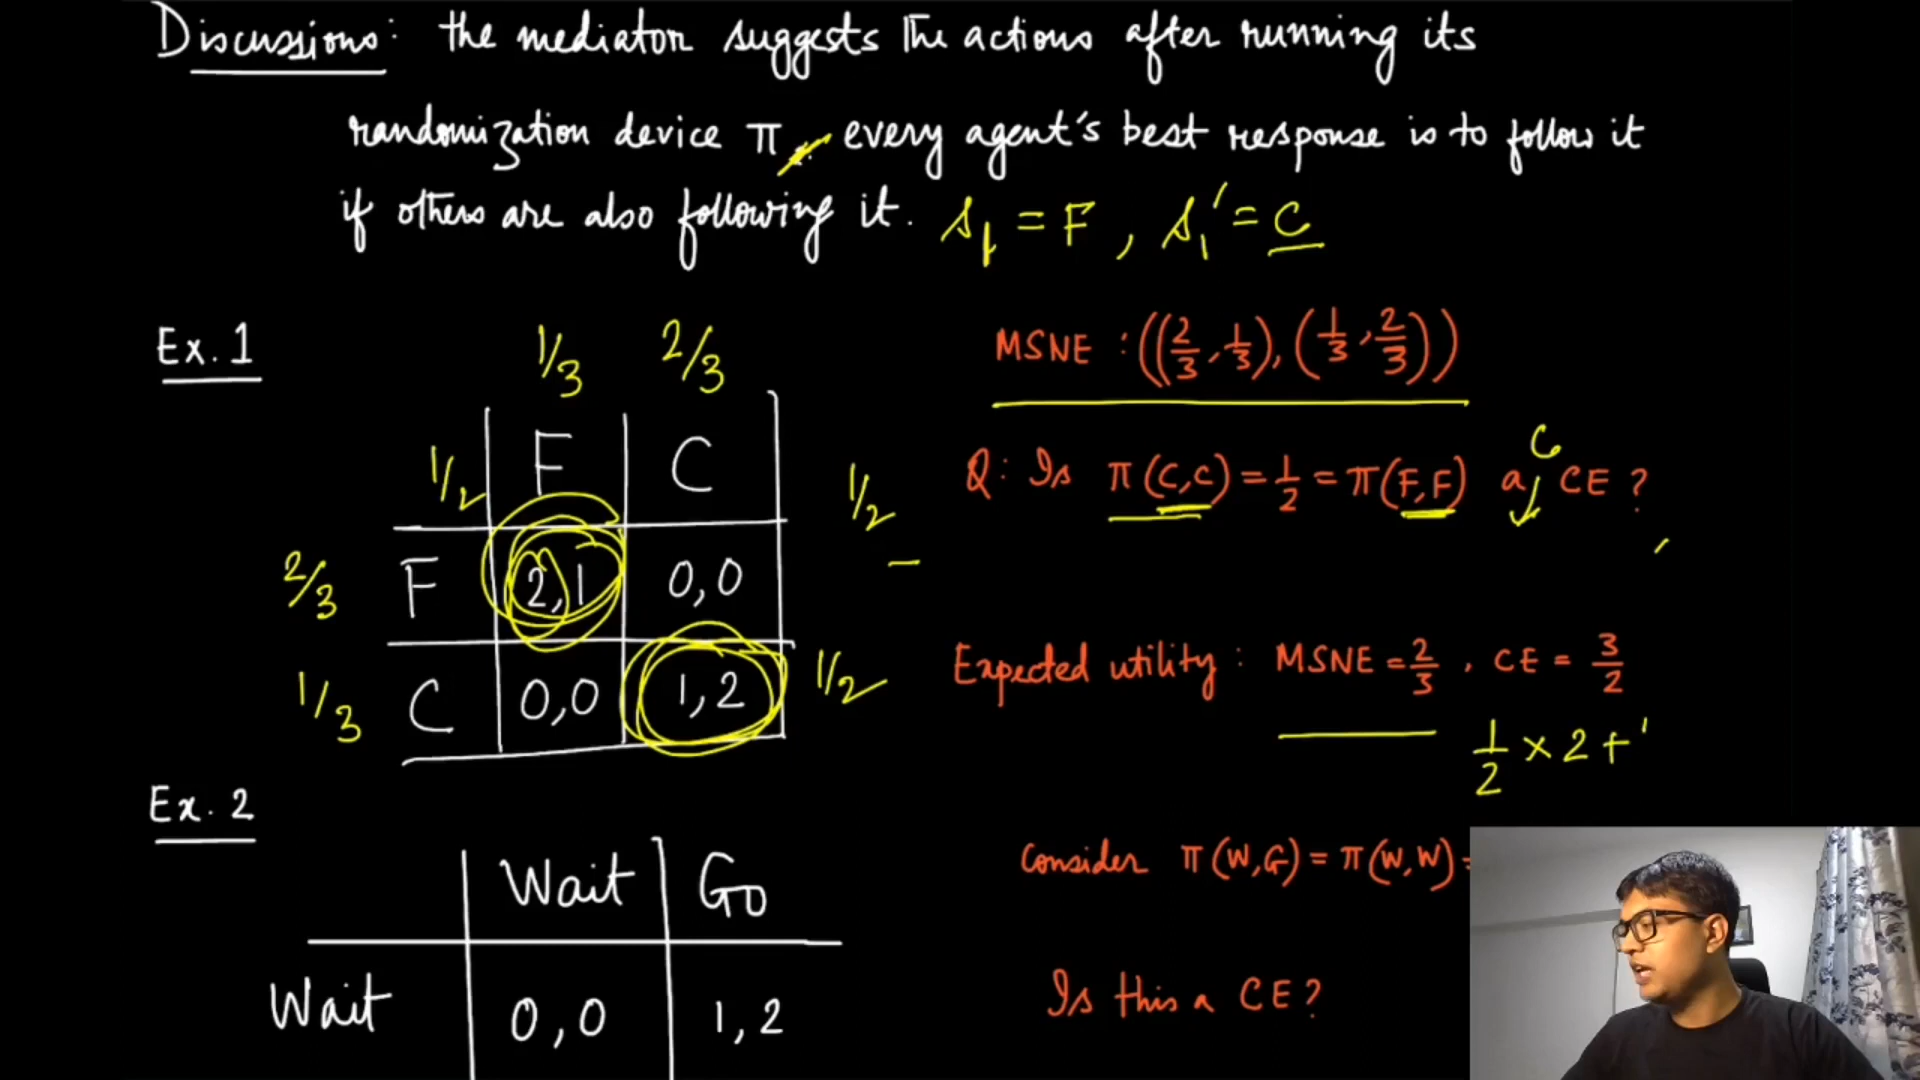 Discussions: the mediator suggests the actions after running its
randomization device π, every agent's best response is to follow it
if others are also following it. s₁ = F, s₁' = C
Ex. 1
1/3 2/3
MSNE : ((2/3, 1/3), (1/3, 2/3))
1/2 F C 1/2
C
Q: Is π(C,C) = 1/2 = π(F,F) a CE ?
2/3 F 2,1 0,0
1/3 C 0,0 1,2 1/2
Expected utility: MSNE = 2/3, CE = 3/2
1/2 × 2 +
Ex. 2
Wait Go
Consider π(W,G) = π(W,W) =
Wait 0,0 1,2
Is this a CE?